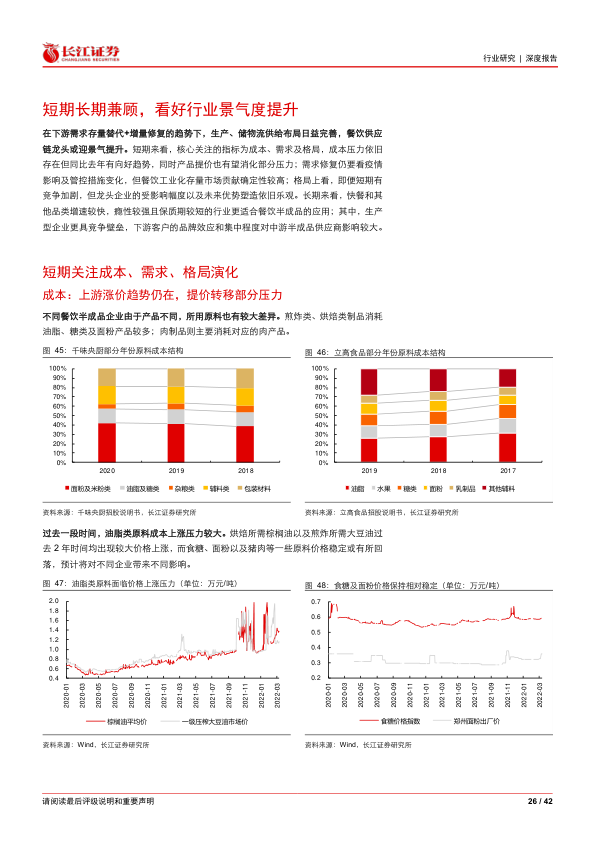 长江证券
CHANGJIANG SECURITIES
行业研究 | 深度报告
短期长期兼顾，看好行业景气度提升
在下游需求存量替代+增量修复的趋势下，生产、储物流供给布局日益完善，餐饮供应
链龙头或迎景气提升。短期来看，核心关注的指标为成本、需求及格局，成本压力依旧
存在但同比去年有向好趋势，同时产品提价也有望消化部分压力；需求修复仍要看疫情
影响及管控措施变化，但餐饮工业化存量市场贡献确定性较高；格局上看，即便短期有
竞争加剧，但龙头企业的受影响幅度以及未来优势塑造依旧乐观。长期来看，快餐和其
他品类增速较快，瘾性较强且保质期较短的行业更适合餐饮半成品的应用；其中，生产
型企业更具竞争壁垒，下游客户的品牌效应和集中程度对中游半成品供应商影响较大。
短期关注成本、需求、格局演化
成本：上游涨价趋势仍在，提价转移部分压力
不同餐饮半成品企业由于产品不同，所用原料也有较大差异。煎炸类、烘焙类制品消耗
油脂、糖类及面粉产品较多；肉制品则主要消耗对应的肉产品。
图 45：千味央厨部分年份原料成本结构
100%
90%
80%
70%
60%
50%
40%
30%
20%
10%
0%
2020 2019 2018
面粉及米粉类 油脂及糖类 杂粮类 辅料类 包装材料
资料来源：千味央厨招股说明书，长江证券研究所
图 46：立高食品部分年份原料成本结构
100%
90%
80%
70%
60%
50%
40%
30%
20%
10%
0%
2019 2018 2017
油脂 水果 糖类 面粉 乳制品 其他辅料
资料来源：立高食品招股说明书，长江证券研究所
过去一段时间，油脂类原料成本上涨压力较大。烘焙所需棕榈油以及煎炸所需大豆油过
去 2 年时间均出现较大价格上涨，而食糖、面粉以及猪肉等一些原料价格稳定或有所回
落，预计将对不同企业带来不同影响。
图 47：油脂类原料面临价格上涨压力（单位：万元/吨）
2.0
1.8
1.6
1.4
1.2
1.0
0.8
0.6
0.4
2020-01 2020-03 2020-05 2020-07 2020-09 2020-11 2021-01 2021-03 2021-05 2021-07 2021-09 2021-11 2022-01 2022-03
棕榈油平均价 一级压榨大豆油市场价
资料来源：Wind，长江证券研究所
图 48：食糖及面粉价格保持相对稳定（单位：万元/吨）
0.7
0.6
0.5
0.4
0.3
0.2
2020-01 2020-03 2020-05 2020-07 2020-09 2020-11 2021-01 2021-03 2021-05 2021-07 2021-09 2021-11 2022-01 2022-03
食糖价格指数 郑州面粉出厂价
资料来源：Wind，长江证券研究所
请阅读最后评级说明和重要声明
26 / 42